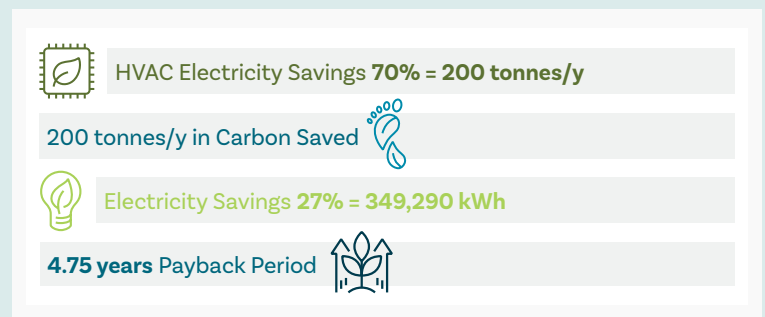 HVAC Electricity Savings 70% = 200 tonnes/y
200 tonnes/y in Carbon Saved
Electricity Savings 27% = 349,290 kWh
4.75 years Payback Period